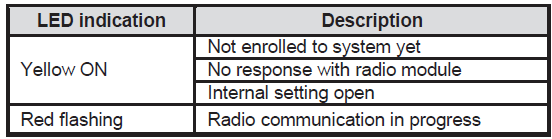 LED indication Description
Not enrolled to system yet
Yellow ON No response with radio module
Internal setting open
Red flashing Radio communication in progress